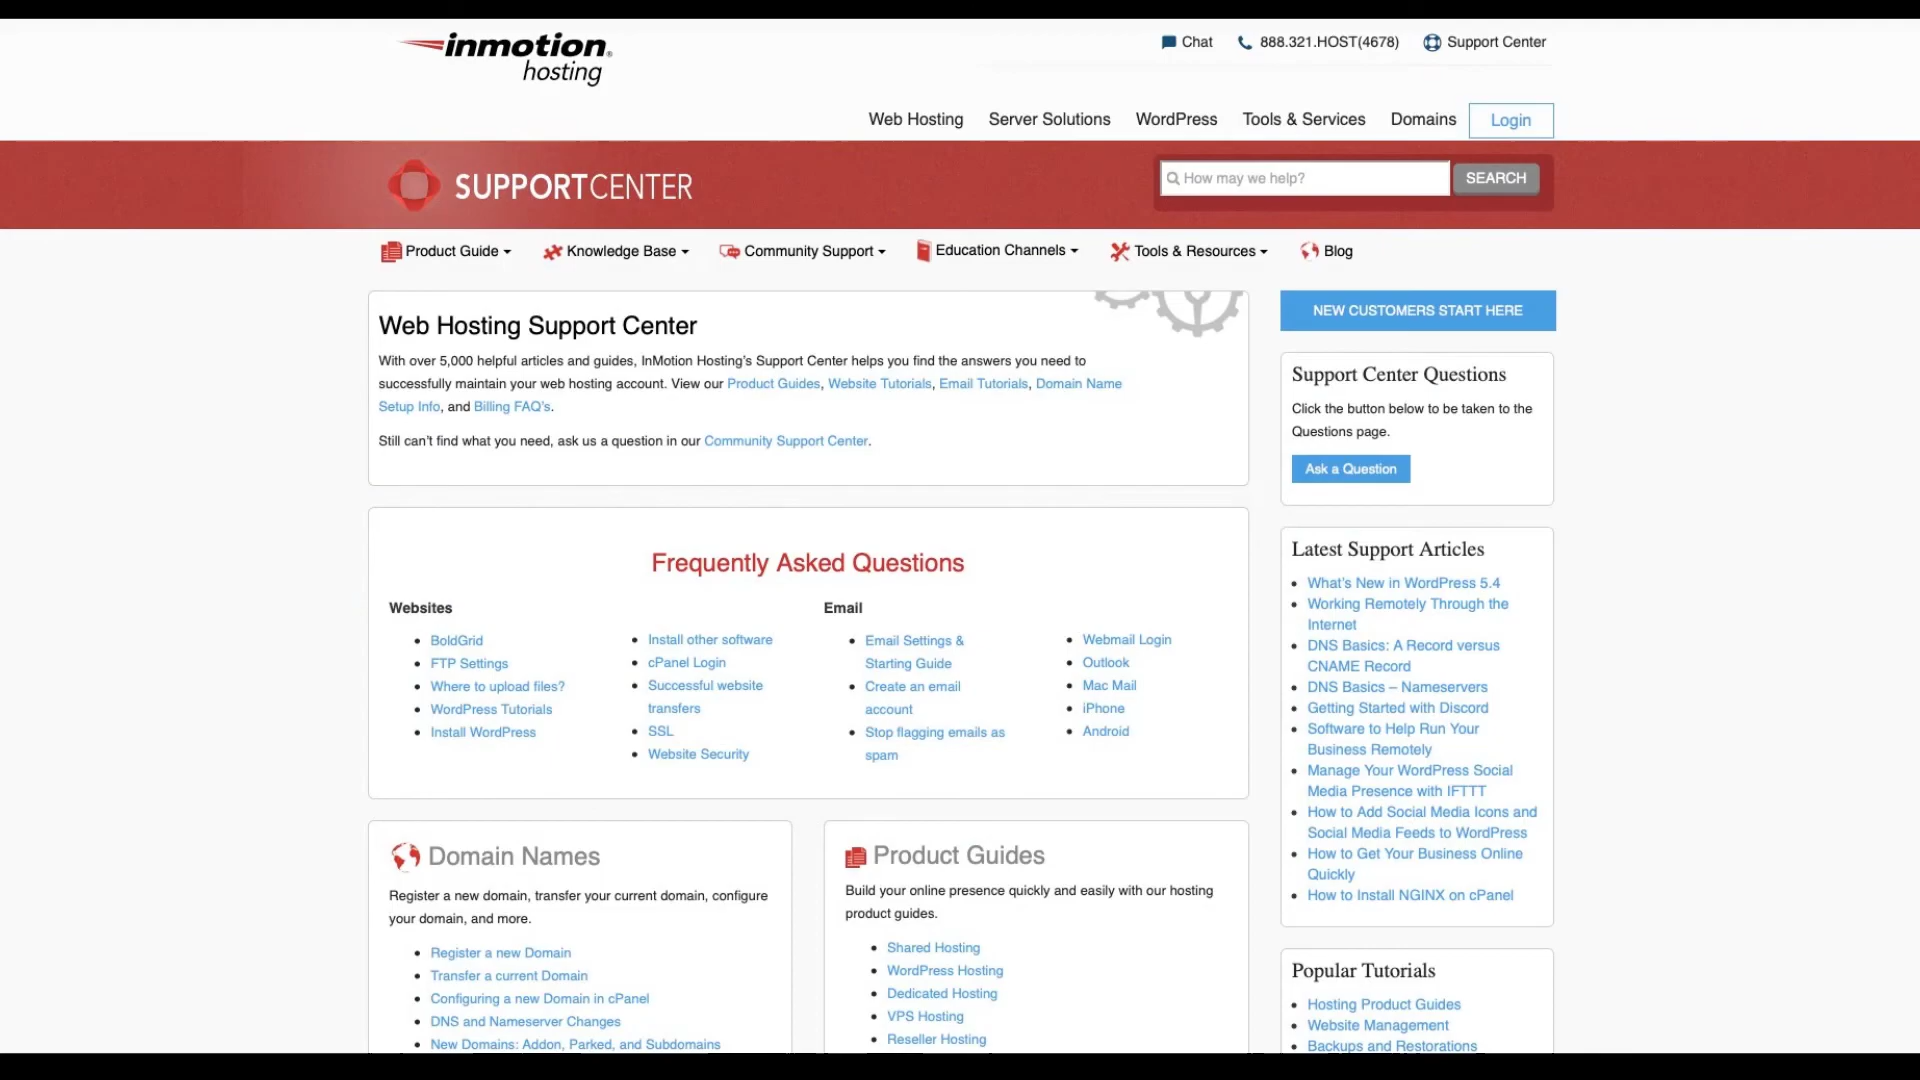 inmotion
hosting
Chat
888.321.HOST(4678)
Support Center
Web Hosting
Server Solutions
WordPress
Tools & Services
Domains
Login
SUPPORTCENTER
How may we help?
SEARCH
Product Guide
Knowledge Base
Community Support
Education Channels
Tools & Resources
Blog
Web Hosting Support Center
With over 5,000 helpful articles and guides, InMotion Hosting's Support Center helps you find the answers you need to
successfully maintain your web hosting account. View our Product Guides, Website Tutorials, Email Tutorials, Domain Name
Setup Info, and Billing FAQ's.
Still can't find what you need, ask us a question in our Community Support Center.
Frequently Asked Questions
Websites
BoldGrid
FTP Settings
Where to upload files?
WordPress Tutorials
Install WordPress
Install other software
cPanel Login
Successful website
transfers
SSL
Website Security
Email
Email Settings &
Starting Guide
Create an email
account
Stop flagging emails as
spam
Webmail Login
Outlook
Mac Mail
iPhone
Android
Domain Names
Register a new domain, transfer your current domain, configure
your domain, and more.
Register a new Domain
Transfer a current Domain
Configuring a new Domain in cPanel
DNS and Nameserver Changes
New Domains: Addon, Parked, and Subdomains
Product Guides
Build your online presence quickly and easily with our hosting
product guides.
Shared Hosting
WordPress Hosting
Dedicated Hosting
VPS Hosting
Reseller Hosting
NEW CUSTOMERS START HERE
Support Center Questions
Click the button below to be taken to the
Questions page.
Ask a Question
Latest Support Articles
What's New in WordPress 5.4
Working Remotely Through the
Internet
DNS Basics: A Record versus
CNAME Record
DNS Basics – Nameservers
Getting Started with Discord
Software to Help Run Your
Business Remotely
Manage Your WordPress Social
Media Presence with IFTTT
How to Add Social Media Icons and
Social Media Feeds to WordPress
How to Get Your Business Online
Quickly
How to Install NGINX on cPanel
Popular Tutorials
Hosting Product Guides
Website Management
Backups and Restorations